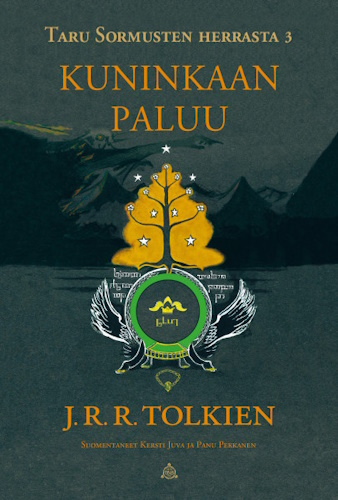 Taru Sormusten herrasta 3
KUNINKAAN
PALUU
J. R. R. TOLKIEN
Suomentaneet Kersti Juva ja Panu Pekkanen